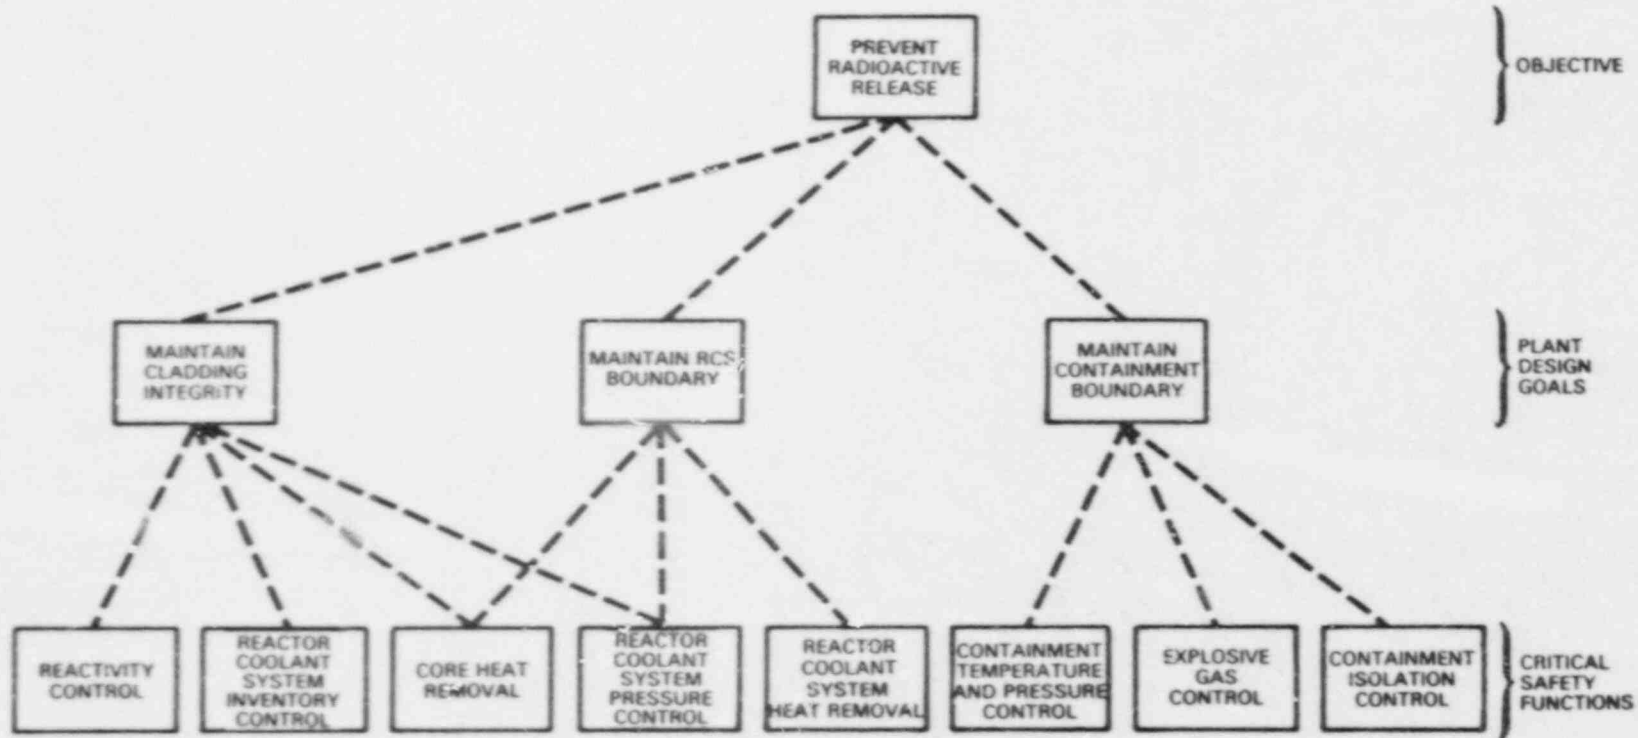 PREVENT
RADIOACTIVE
RELEASE
OBJECTIVE
MAINTAIN
CLADDING
INTEGRITY
MAINTAIN RCS
BOUNDARY
MAINTAIN
CONTAINMENT
BOUNDARY
PLANT
DESIGN
GOALS
REACTIVITY
CONTROL
REACTOR
COOLANT
SYSTEM
INVENTORY
CONTROL
CORE HEAT
REMOVAL
REACTOR
COOLANT
SYSTEM
PRESSURE
CONTROL
REACTOR
COOLANT
SYSTEM
HEAT REMOVAL
CONTAINMENT
TEMPERATURE
AND PRESSURE
CONTROL
EXPLOSIVE
GAS
CONTROL
CONTAINMENT
ISOLATION
CONTROL
CRITICAL
SAFETY
FUNCTIONS